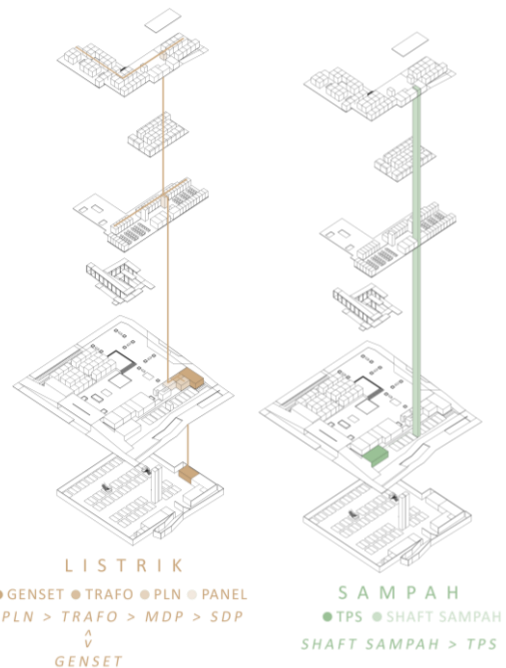 LISTRIK
GENSET TRAFO PLN PANEL
PLN > TRAFO > MDP > SDP
GENSET
SAMPAH
TPS SHAFT SAMPAH
SHAFT SAMPAH > TPS